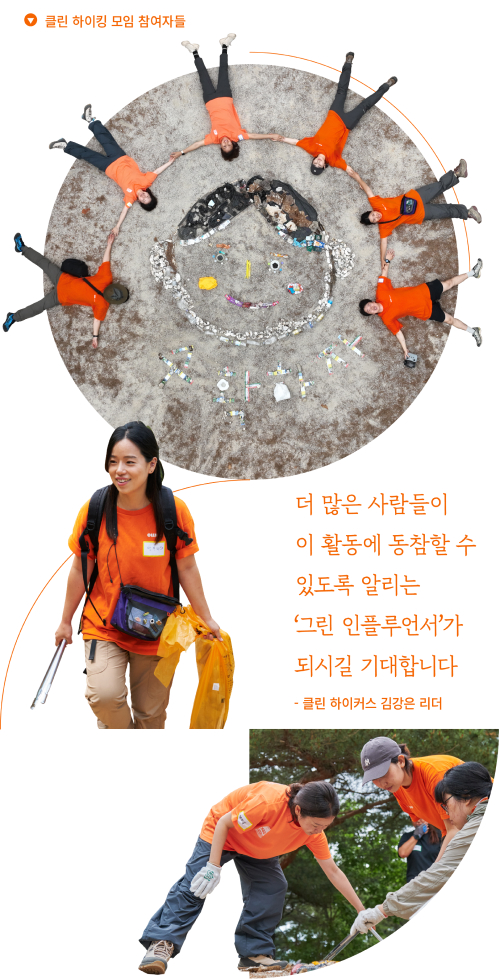 클린 하이킹 모임 참여자들
더 많은 사람들이
이 활동에 동참할 수
있도록 알리는
‘그린 인플루언서’가
되시길 기대합니다
- 클린 하이커스 김강은 리더